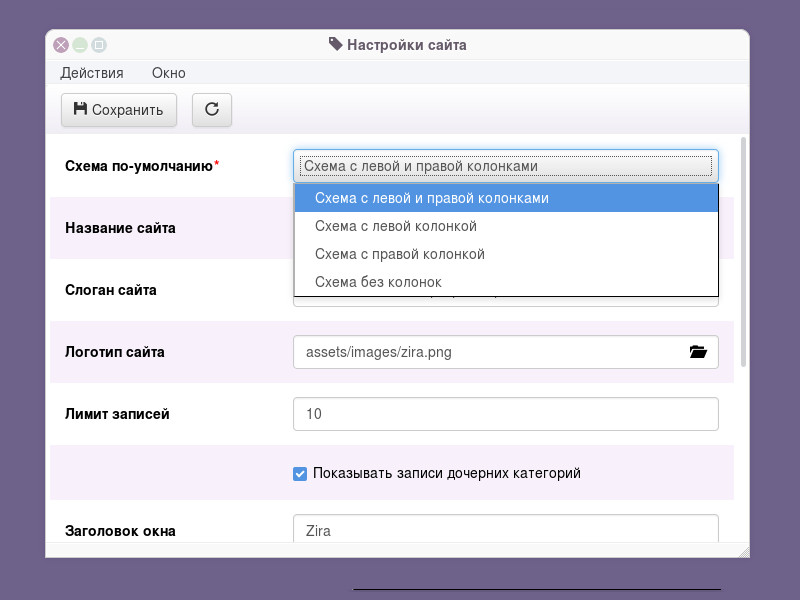 Настройки сайта
Действия Окно
Сохранить
Схема по-умолчанию* Схема с левой и правой колонками
Схема с левой и правой колонками
Название сайта
Схема с левой колонкой
Схема с правой колонкой
Слоган сайта
Схема без колонок
Логотип сайта assets/images/zira.png
Лимит записей 10
Показывать записи дочерних категорий
Заголовок окна Zira